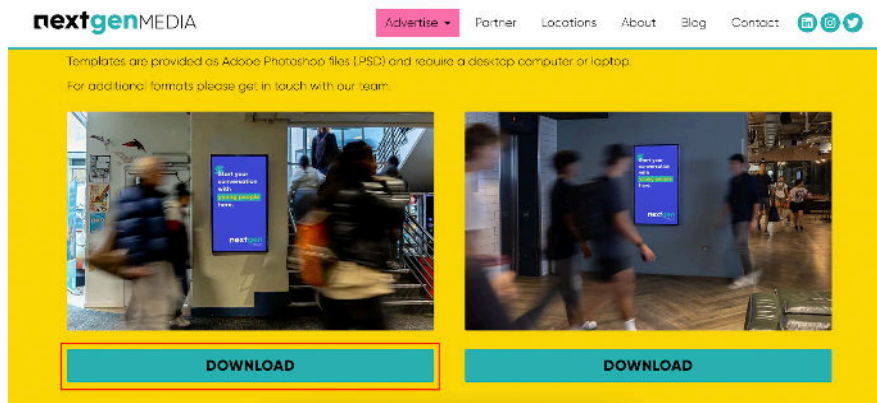 nextgenMEDIA
Advertise
Partner
Locations
About
Blog
Contact
Templates are provided as Adobe Photoshop files (.PSD) and require a desktop computer or laptop.
For additional formats please get in touch with our team.
Start your
conversation
with
young people
here.
nextgen
Start your
conversation
with
young people
here.
nextgen
DOWNLOAD
DOWNLOAD